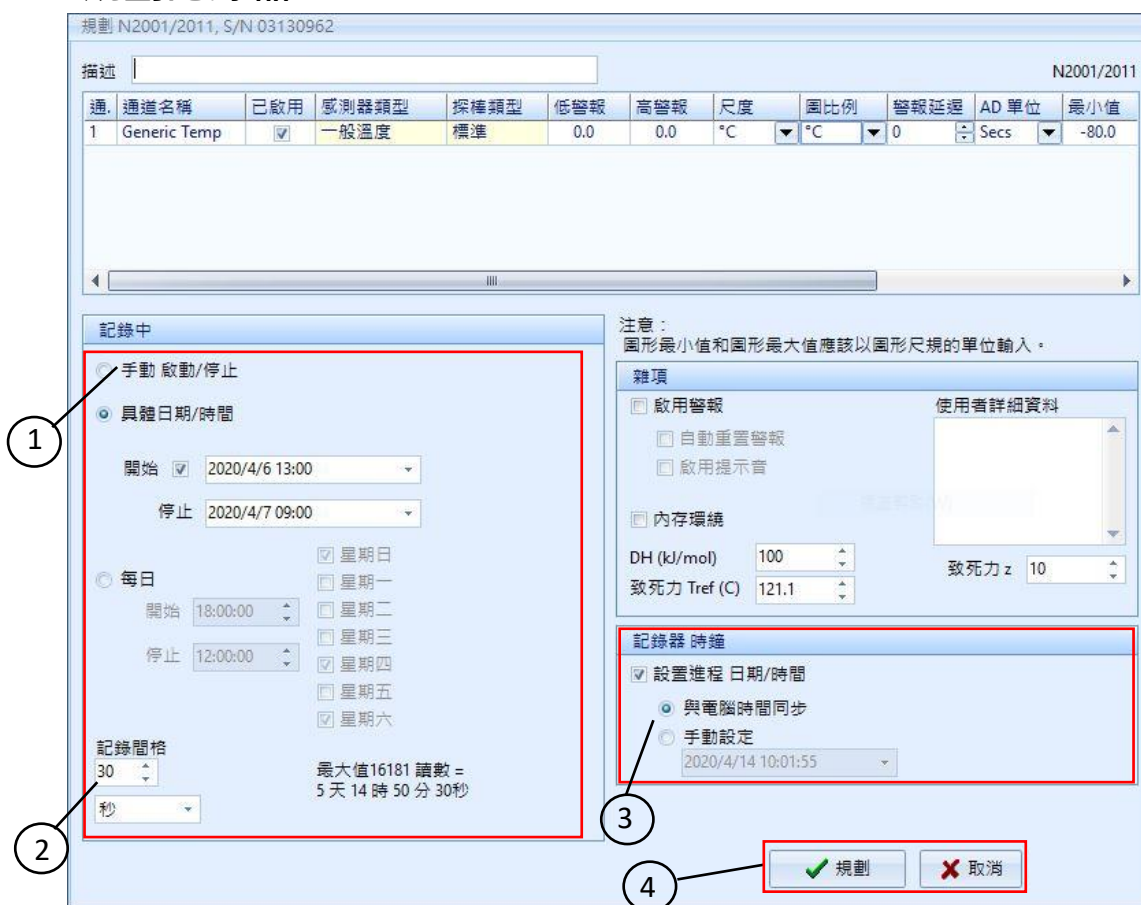 規劃 N2001/2011, S/N 03130962
描述
N2001/2011
通. 通道名稱 已啟用 感測器類型 探棒類型 低警報 高警報 尺度 圖比例 警報延遲 AD 單位 最小值
1 Generic Temp 一般溫度 標準 0.0 0.0 °C °C 0 Secs -80.0
記錄中
手動 啟動/停止
具體日期/時間
開始 2020/4/6 13:00
停止 2020/4/7 09:00
每日
開始 18:00:00
停止 12:00:00
星期日
星期一
星期二
星期三
星期四
星期五
星期六
記錄間格
30
秒
最大值16181 讀數 =
5 天 14 時 50 分 30秒
注意：
圖形最小值和圖形最大值應該以圖形尺規的單位輸入。
雜項
啟用警報
自動重置警報
啟用提示音
內存環繞
使用者詳細資料
DH (kJ/mol) 100
致死力 Tref (C) 121.1
致死力 z 10
記錄器 時鐘
設置進程 日期/時間
與電腦時間同步
手動設定
2020/4/14 10:01:55
規劃
取消
1
2
3
4